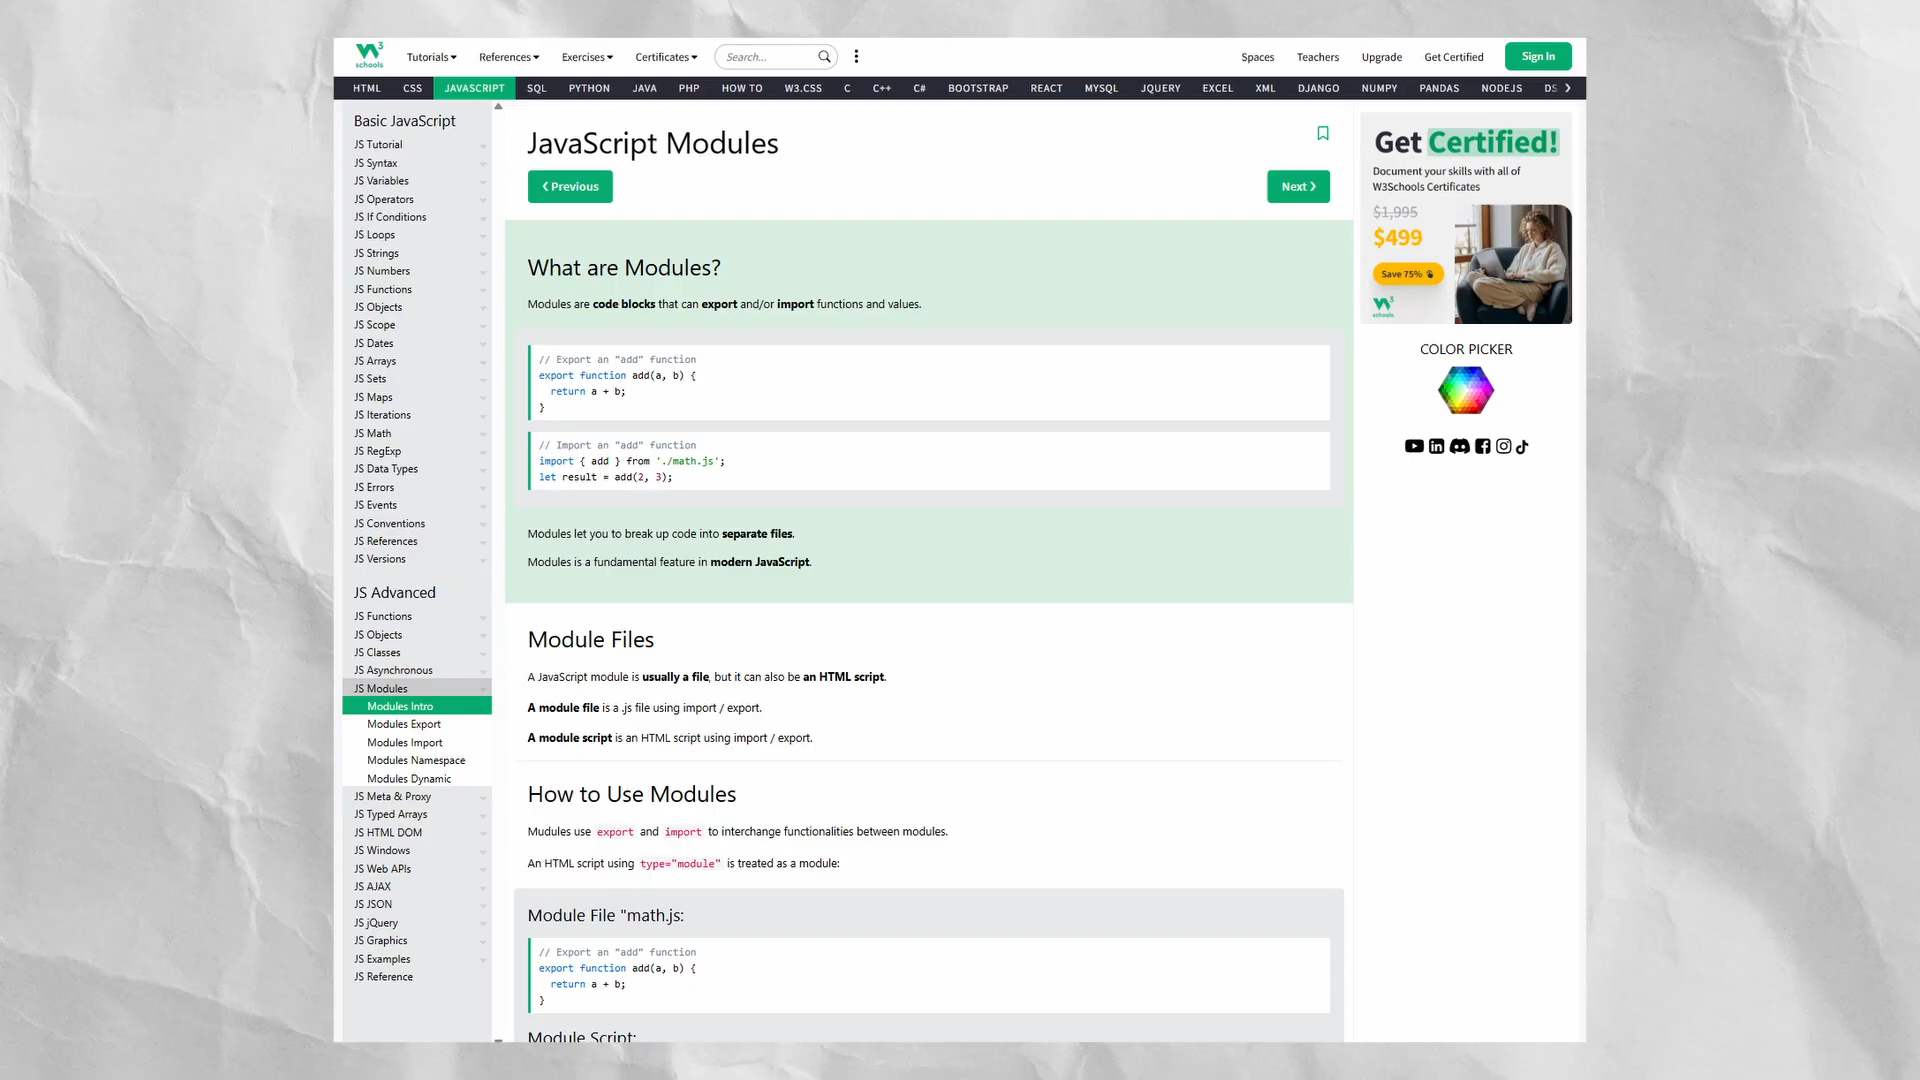 W3 schools
Tutorials References Exercises Certificates Search... Spaces Teachers Upgrade Get Certified Sign In
HTML CSS JAVASCRIPT SQL PYTHON JAVA PHP HOW TO W3.CSS C C++ C# BOOTSTRAP REACT MYSQL JQUERY EXCEL XML DJANGO NUMPY PANDAS NODEJS DS
Basic JavaScript
JS Tutorial
JS Syntax
JS Variables
JS Operators
JS If Conditions
JS Loops
JS Strings
JS Numbers
JS Functions
JS Objects
JS Scope
JS Dates
JS Arrays
JS Sets
JS Maps
JS Iterations
JS Math
JS RegExp
JS Data Types
JS Errors
JS Events
JS Conventions
JS References
JS Versions
JS Advanced
JS Functions
JS Objects
JS Classes
JS Asynchronous
JS Modules
Modules Intro
Modules Export
Modules Import
Modules Namespace
Modules Dynamic
JS Meta & Proxy
JS Typed Arrays
JS HTML DOM
JS Windows
JS Web APIs
JS AJAX
JS JSON
JS jQuery
JS Graphics
JS Examples
JS Reference
JavaScript Modules
❮ Previous Next ❯
What are Modules?
Modules are code blocks that can export and/or import functions and values.
// Export an "add" function
export function add(a, b) {
  return a + b;
}
// Import an "add" function
import { add } from './math.js';
let result = add(2, 3);
Modules let you to break up code into separate files.
Modules is a fundamental feature in modern JavaScript.
Module Files
A JavaScript module is usually a file, but it can also be an HTML script.
A module file is a .js file using import / export.
A module script is an HTML script using import / export.
How to Use Modules
Mudules use export and import to interchange functionalities between modules.
An HTML script using type="module" is treated as a module:
Module File "math.js:
// Export an "add" function
export function add(a, b) {
  return a + b;
}
Module Script:
Get Certified!
Document your skills with all of
W3Schools Certificates
$1,995
$499
Save 75%
W3 schools
COLOR PICKER